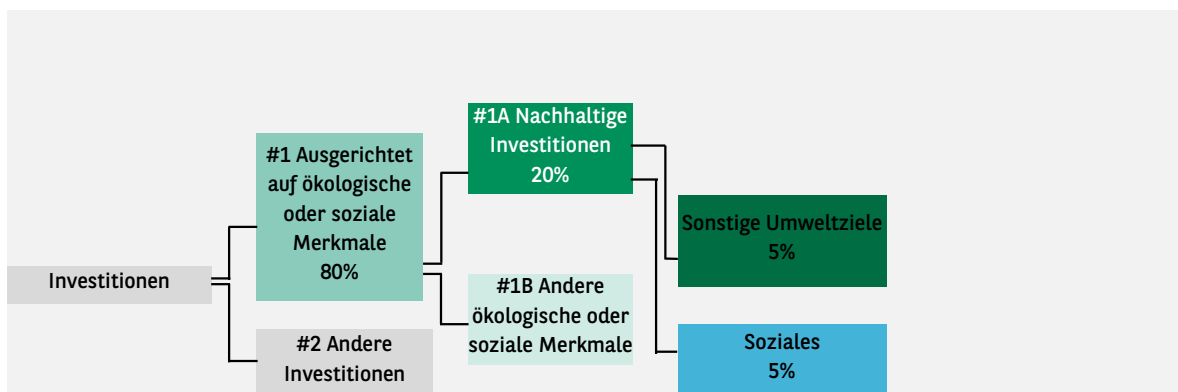 Investitionen
#1 Ausgerichtet
auf ökologische
oder soziale
Merkmale
80%
#2 Andere
Investitionen
#1A Nachhaltige
Investitionen
20%
#1B Andere
ökologische oder
soziale Merkmale
Sonstige Umweltziele
5%
Soziales
5%